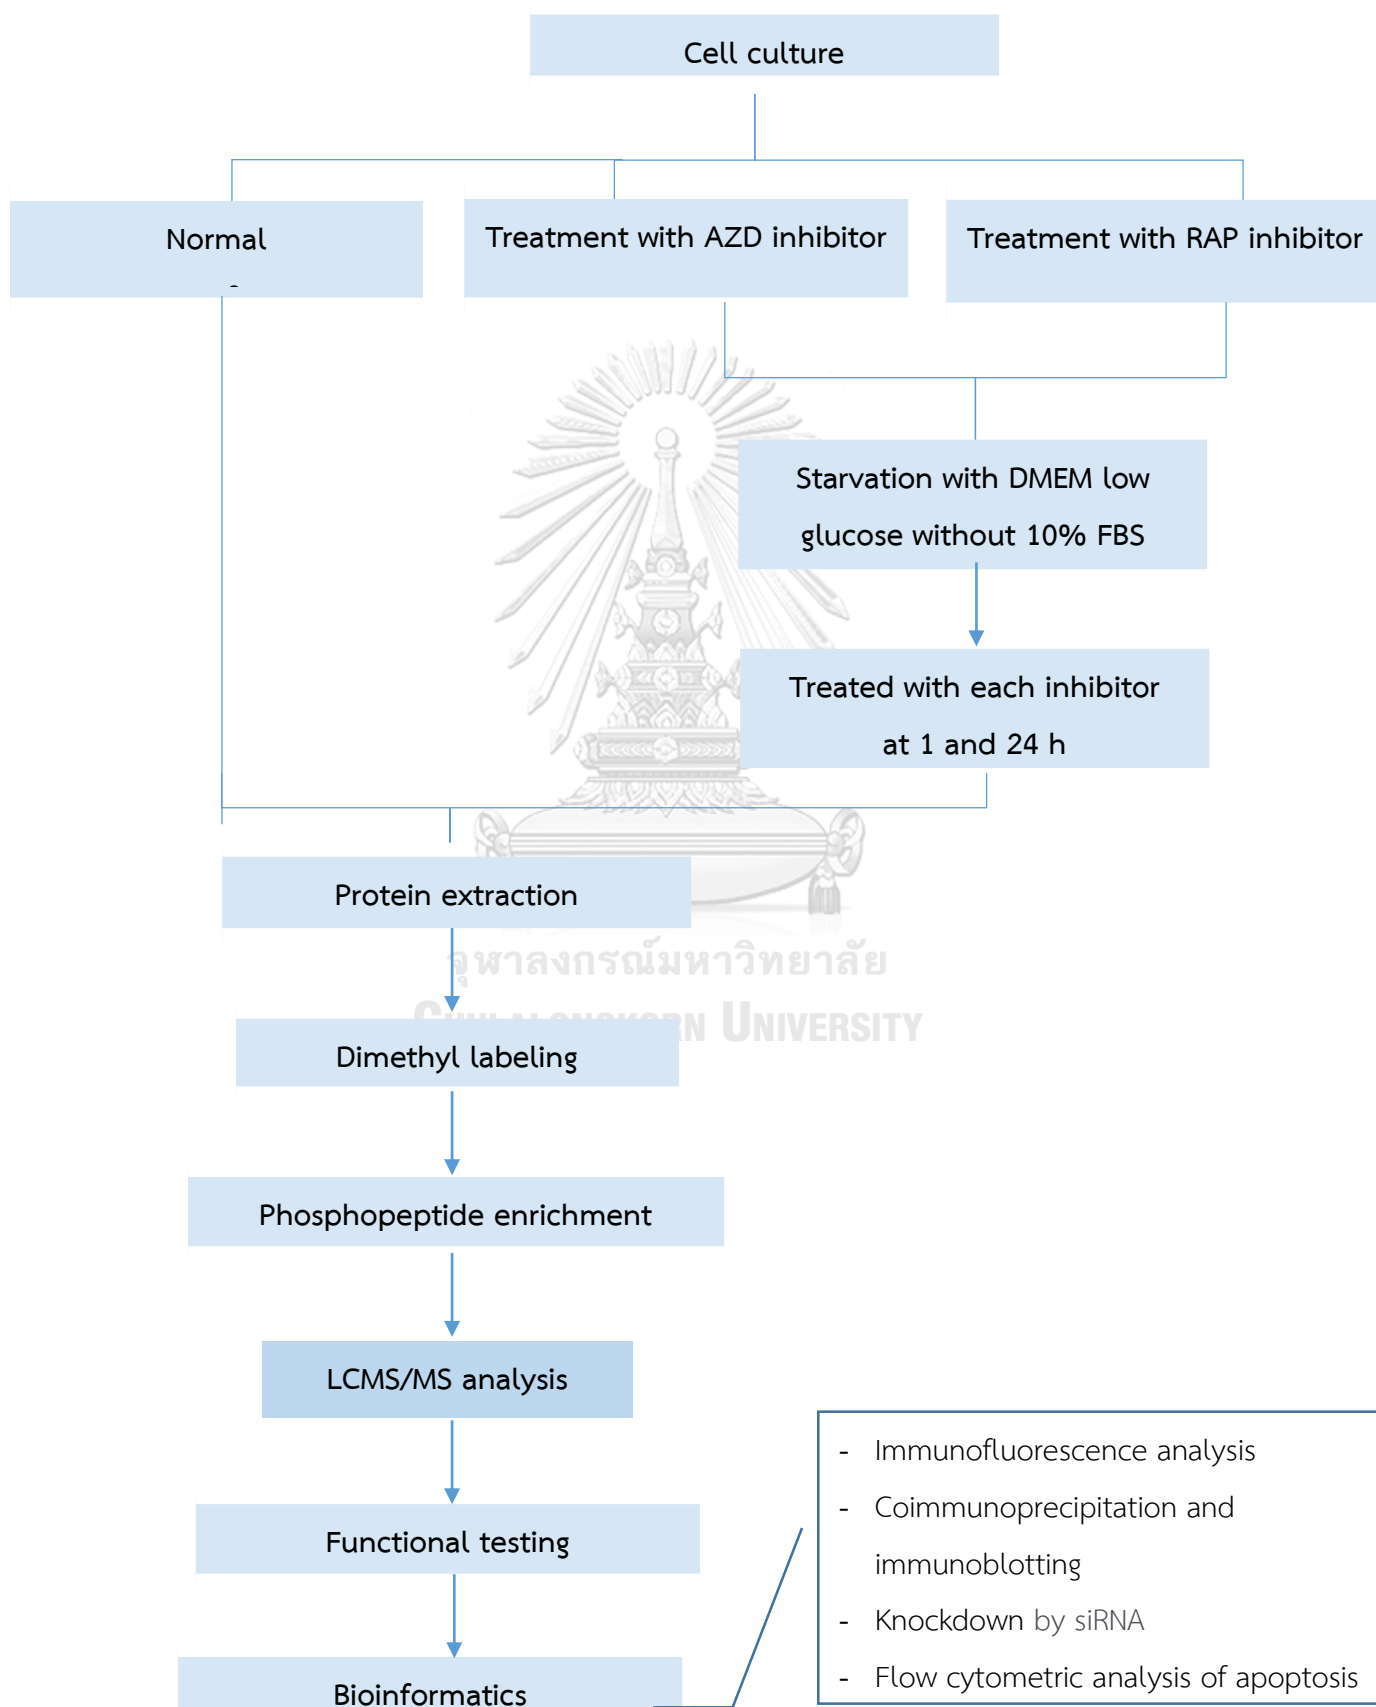 Cell culture
Normal
Treatment with AZD inhibitor
Treatment with RAP inhibitor
Starvation with DMEM low
glucose without 10% FBS
Treated with each inhibitor
at 1 and 24 h
Protein extraction
จุฬาลงกรณ์มหาวิทยาลัย
CHULALONGKORN UNIVERSITY
Dimethyl labeling
Phosphopeptide enrichment
LCMS/MS analysis
Functional testing
Bioinformatics
- Immunofluorescence analysis
- Coimmunoprecipitation and
immunoblotting
- Knockdown by siRNA
- Flow cytometric analysis of apoptosis